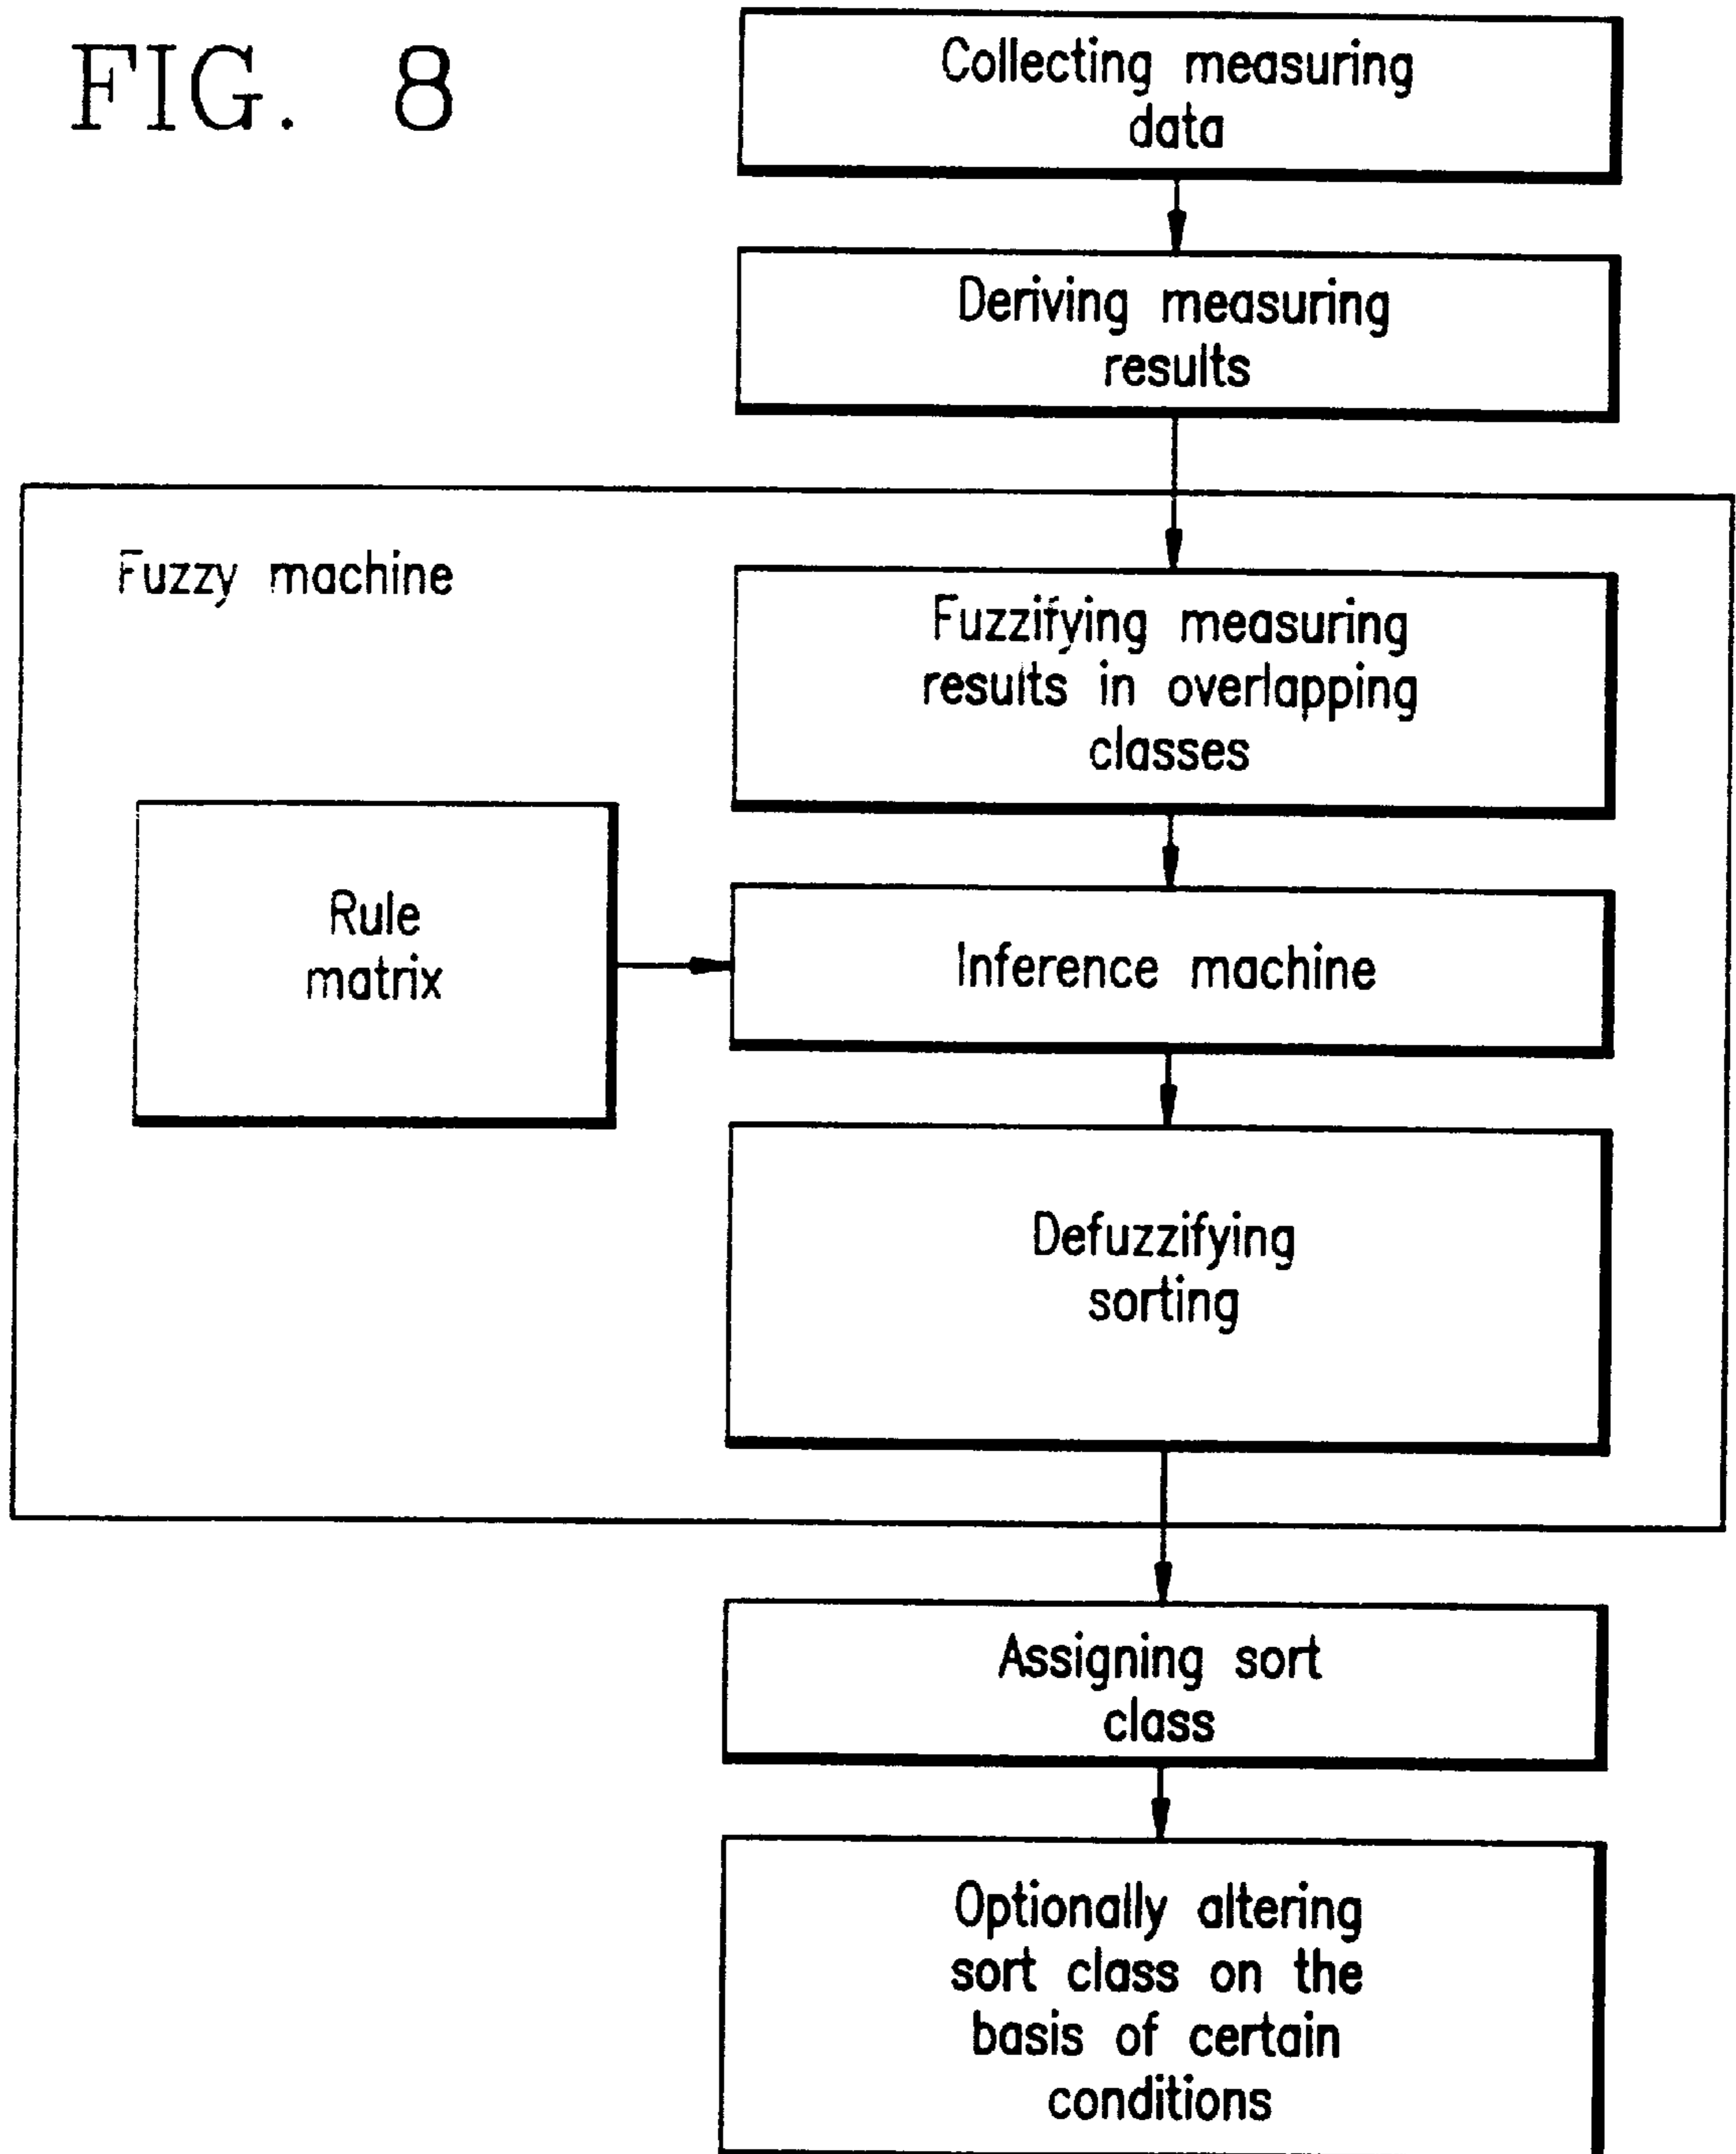 FIG. 8
Collecting measuring
data
Deriving measuring
results
Fuzzy machine
Fuzzifying measuring
results in overlapping
classes
Rule
matrix
Inference machine
Defuzzifying
sorting
Assigning sort
class
Optionally altering
sort class on the
basis of certain
conditions